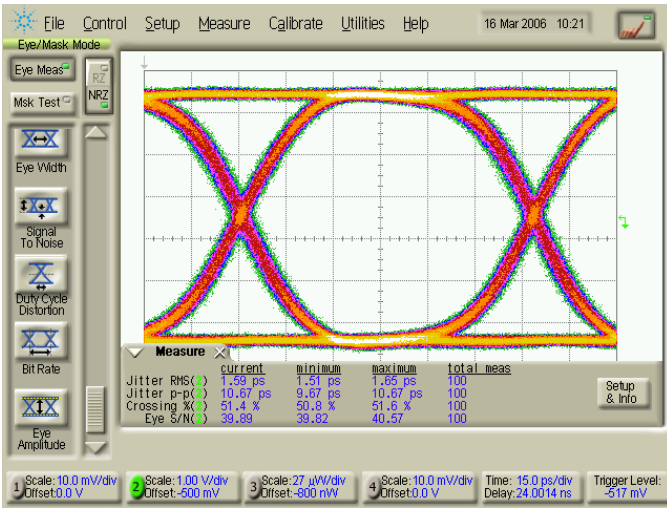 File Control Setup Measure Calibrate Utilities Help 16 Mar 2006 10:21
Eye/Mask Mode
Eye Meas
RZ
Msk Test
NRZ
Eye Width
Signal
To Noise
Duty Cycle
Distortion
Bit Rate
Eye
Amplitude
Measure
current minimum maximum total meas
Jitter RMS(2) 1.59 ps 1.51 ps 1.65 ps 100
Jitter p-p(2) 10.67 ps 9.67 ps 10.67 ps 100
Crossing %(2) 51.4 % 50.8 % 51.6 % 100
Eye S/N(2) 39.89 39.82 40.57 100
Setup
& Info
1 Scale:10.0 mV/div
Offset:0.0 V
2 Scale:1.00 V/div
Offset:-500 mV
3 Scale:27 µW/div
Offset:-800 nW
4 Scale:10.0 mV/div
Offset:0.0 V
Time: 15.0 ps/div
Delay:24.0014 ns
Trigger Level:
-517 mV